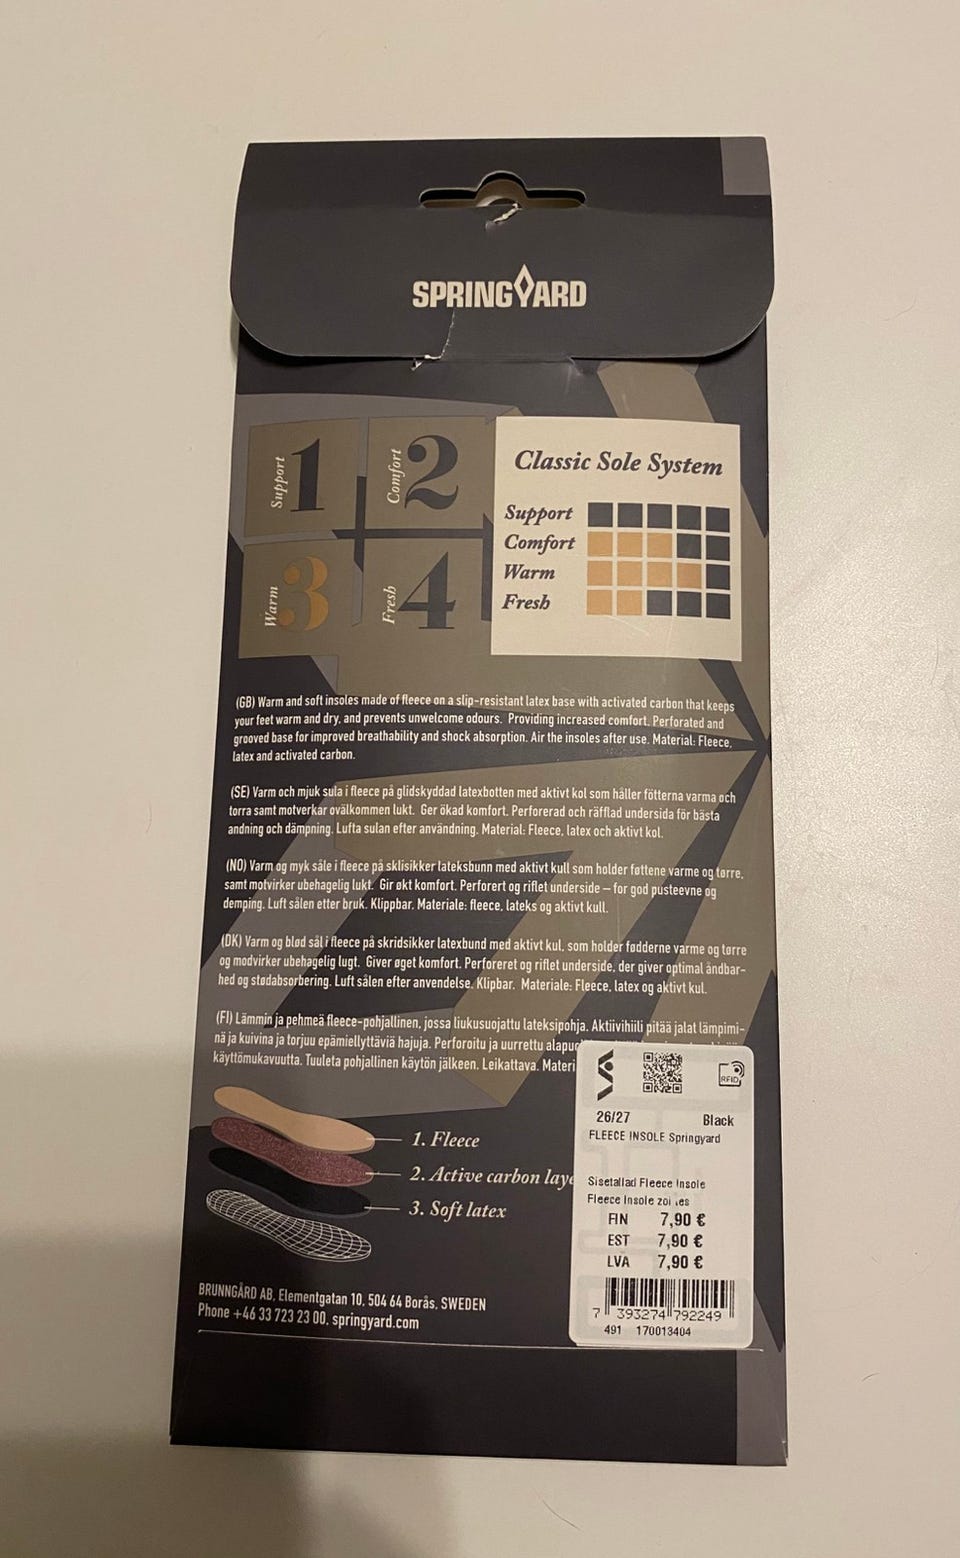 SPRINGYARD
Support 1
Comfort 2
Warm 3
Fresh 4
Classic Sole System
Support
Comfort
Warm
Fresh
(GB) Warm and soft insoles made of fleece on a slip-resistant latex base with activated carbon that keeps
your feet warm and dry, and prevents unwelcome odours. Providing increased comfort. Perforated and
grooved base for improved breathability and shock absorption. Air the insoles after use. Material: Fleece,
latex and activated carbon.
(SE) Varm och mjuk sula i fleece på glidskyddad latexbotten med aktivt kol som håller fötterna varma och
torra samt motverkar ovälkommen lukt. Ger ökad komfort. Perforerad och räfflad undersida för bästa
andning och dämpning. Lufta sulan efter användning. Material: Fleece, latex och aktivt kol.
(NO) Varm og myk såle i fleece på sklisikker lateksbunn med aktivt kull som holder føttene varme og tørre,
samt motvirker ubehagelig lukt. Gir økt komfort. Perforert og riflet underside – for god pusteevne og
demping. Luft sålen etter bruk. Klippbar. Materiale: fleece, lateks og aktivt kull.
(DK) Varm og blød sål i fleece på skridsikker latexbund med aktivt kul, som holder fødderne varme og tørre
og modvirker ubehagelig lugt. Giver øget komfort. Perforeret og riflet underside, der giver optimal åndbar-
hed og stødabsorbering. Luft sålen efter anvendelse. Klipbar. Materiale: Fleece, latex og aktivt kul.
(FI) Lämmin ja pehmeä fleece-pohjallinen, jossa liukusuojattu lateksipohja. Aktiivihiili pitää jalat lämpimi-
nä ja kuivina ja torjuu epämiellyttäviä hajuja. Perforoitu ja uurrettu
käyttömukavuutta. Tuuleta pohjallinen käytön jälkeen. Leikattava.
1. Fleece
2. Active carbon
3. Soft latex
BRUNNGÅRD AB, Elementgatan 10, 504 64 Borås, SWEDEN
Phone +46 33 723 23 00, springyard.com
RFID
26/27 Black
FLEECE INSOLE Springyard
Sisetallad Fleece Insole
Fleece Insole
FIN 7,90 €
EST 7,90 €
LVA 7,90 €
7 393274 792249
491 170013404